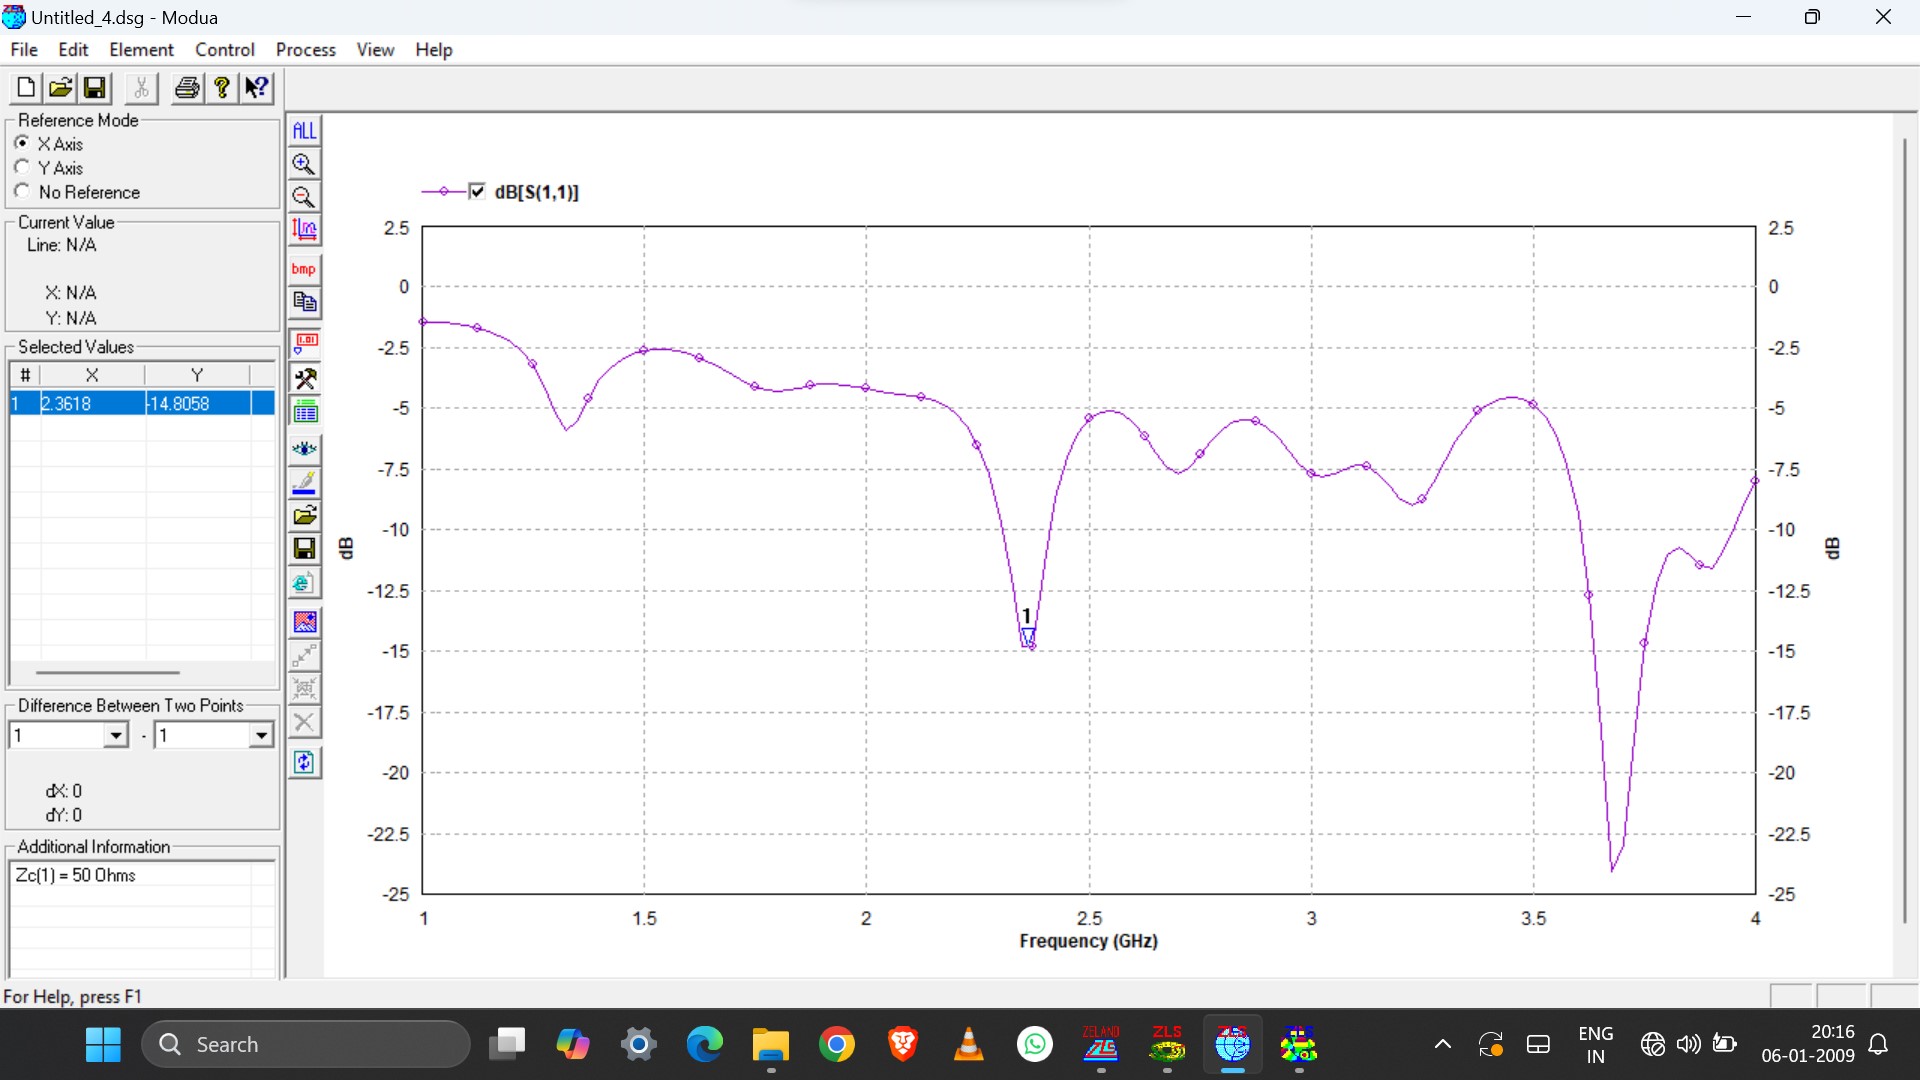 Untitled_4.dsg - Modua
File Edit Element Control Process View Help
Reference Mode
X Axis
Y Axis
No Reference
Current Value
Line: N/A
X: N/A
Y: N/A
Selected Values
# X Y
1 2.3618 -14.8058
Difference Between Two Points
1 - 1
dX: 0
dY: 0
Additional Information
Zc(1) = 50 Ohms
ALL
bmp
1.01
dB[S(1,1)]
2.5 2.5
0 0
-2.5 -2.5
-5 -5
-7.5 -7.5
-10 -10
dB dB
-12.5 -12.5
1
-15 -15
-17.5 -17.5
-20 -20
-22.5 -22.5
-25 -25
1 1.5 2 2.5 3 3.5 4
Frequency (GHz)
For Help, press F1
Search
ZELAND
ZLS
ENG
IN
20:16
06-01-2009